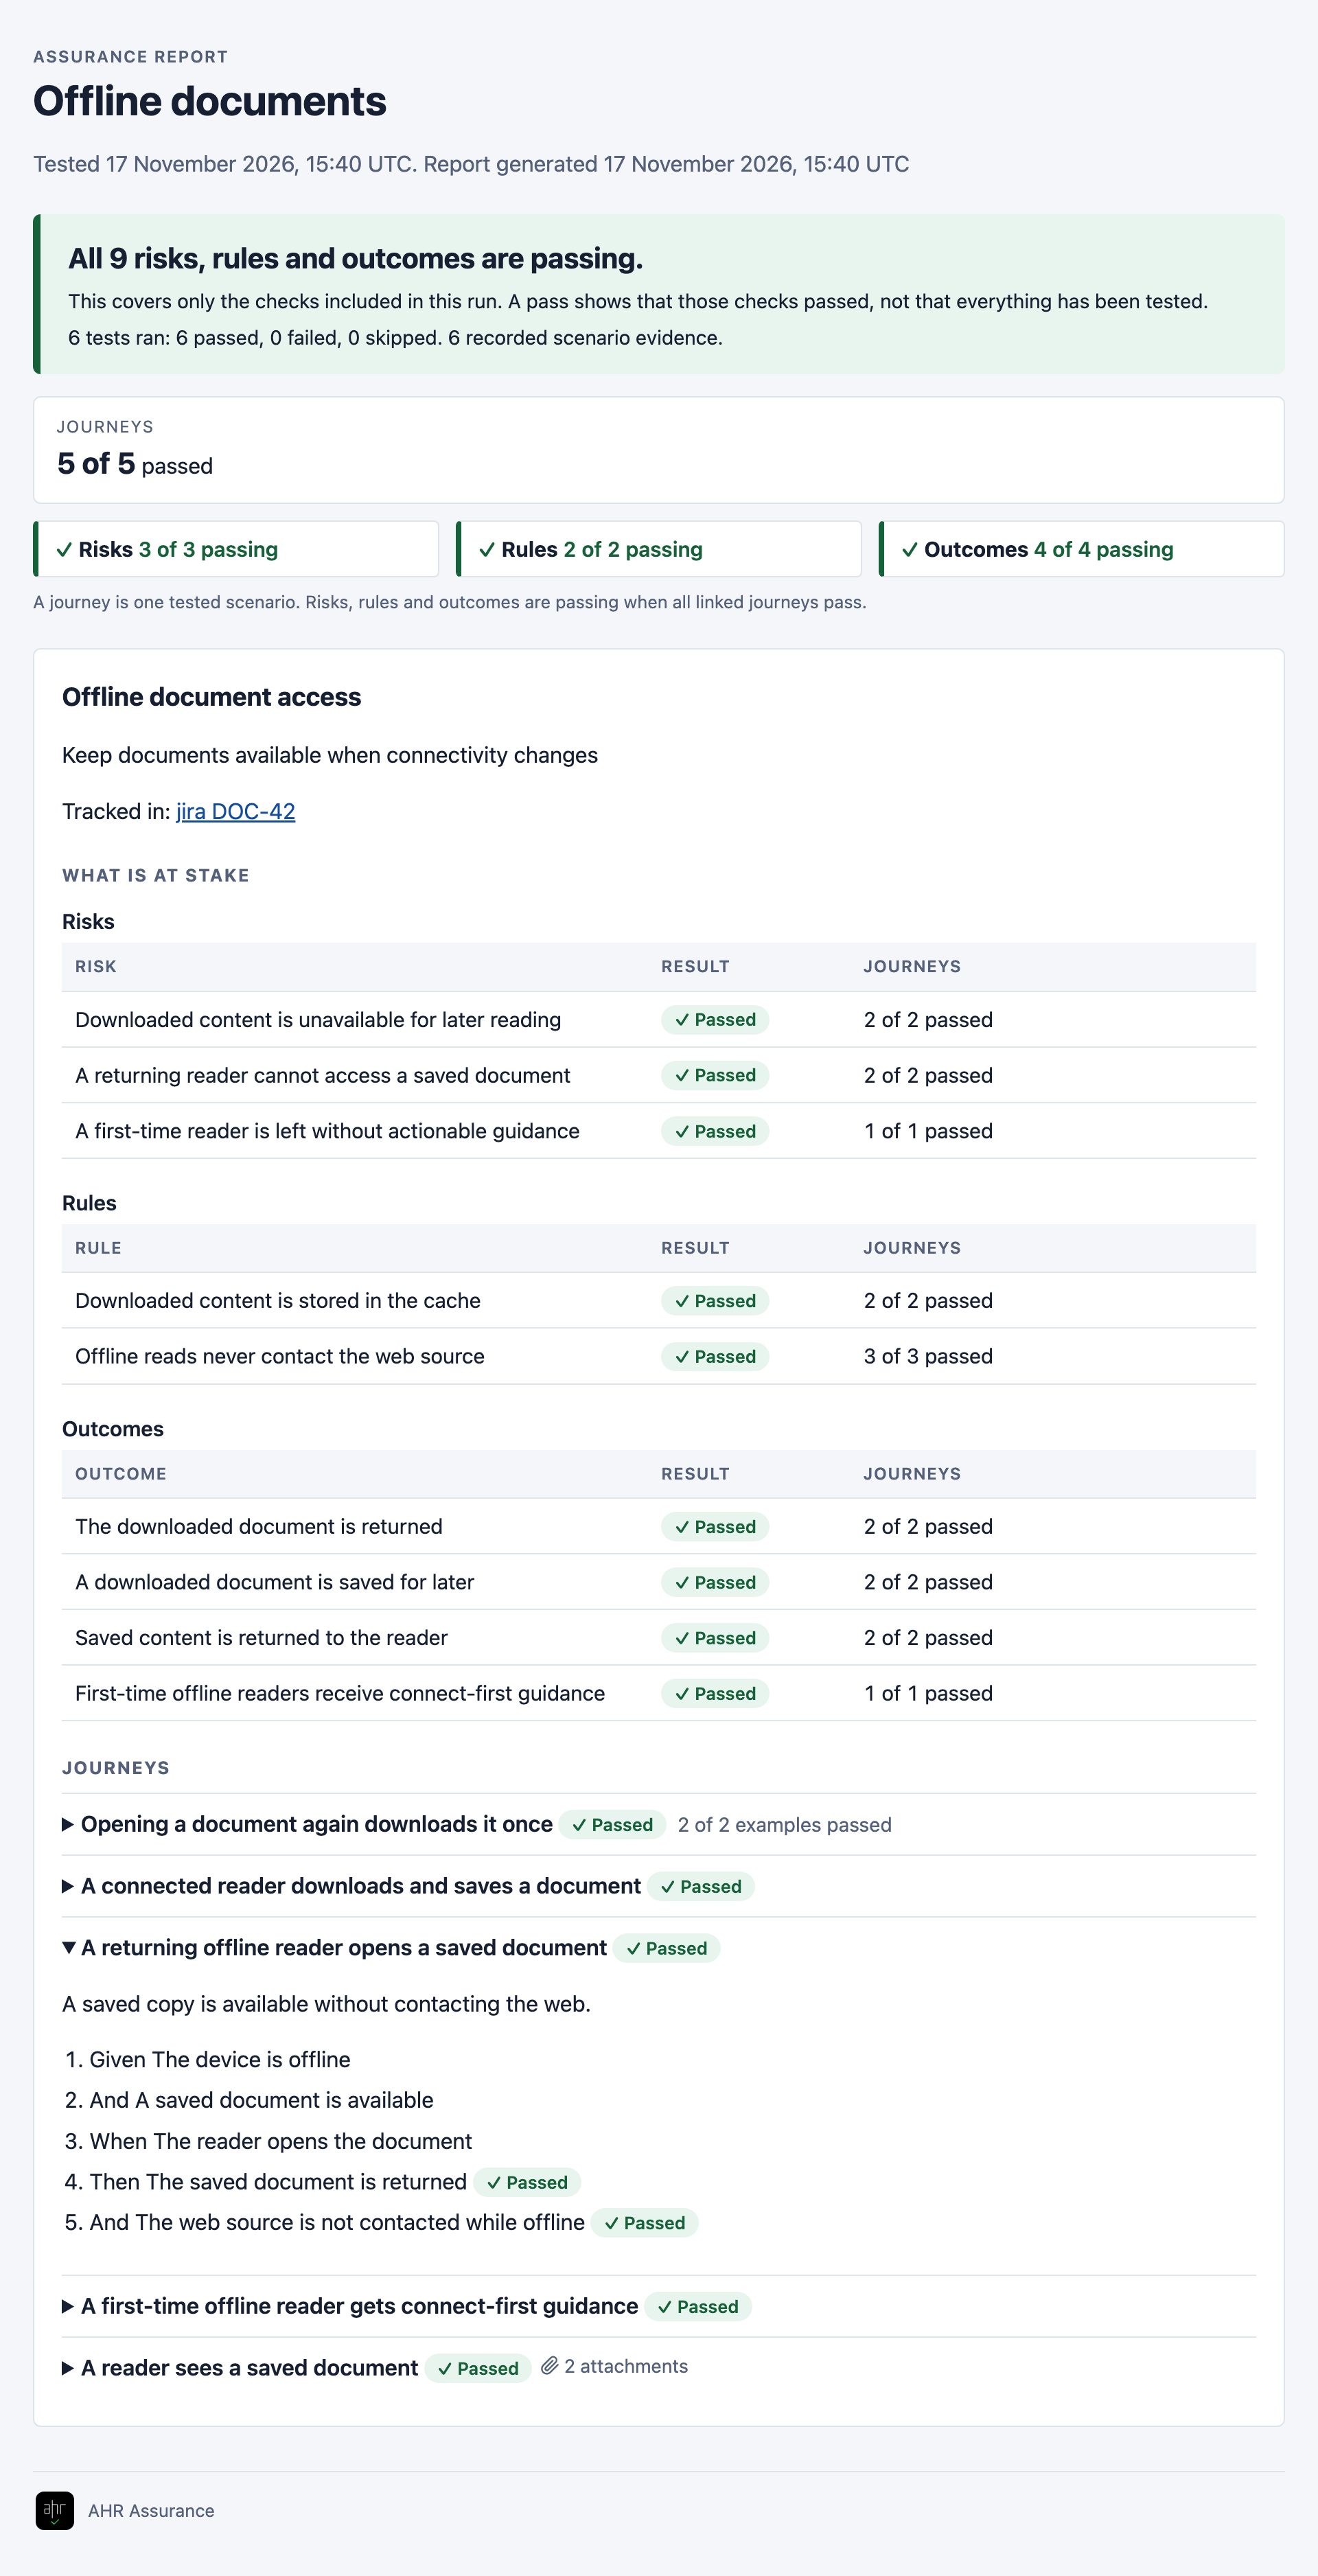 ASSURANCE REPORT
Offline documents
Tested 17 November 2026, 15:40 UTC. Report generated 17 November 2026, 15:40 UTC
All 9 risks, rules and outcomes are passing.
This covers only the checks included in this run. A pass shows that those checks passed, not that everything has been tested.
6 tests ran: 6 passed, 0 failed, 0 skipped. 6 recorded scenario evidence.
JOURNEYS
5 of 5 passed
✓ Risks 3 of 3 passing
✓ Rules 2 of 2 passing
✓ Outcomes 4 of 4 passing
A journey is one tested scenario. Risks, rules and outcomes are passing when all linked journeys pass.
Offline document access
Keep documents available when connectivity changes
Tracked in: jira DOC-42
WHAT IS AT STAKE
Risks
RISK RESULT JOURNEYS
Downloaded content is unavailable for later reading ✓ Passed 2 of 2 passed
A returning reader cannot access a saved document ✓ Passed 2 of 2 passed
A first-time reader is left without actionable guidance ✓ Passed 1 of 1 passed
Rules
RULE RESULT JOURNEYS
Downloaded content is stored in the cache ✓ Passed 2 of 2 passed
Offline reads never contact the web source ✓ Passed 3 of 3 passed
Outcomes
OUTCOME RESULT JOURNEYS
The downloaded document is returned ✓ Passed 2 of 2 passed
A downloaded document is saved for later ✓ Passed 2 of 2 passed
Saved content is returned to the reader ✓ Passed 2 of 2 passed
First-time offline readers receive connect-first guidance ✓ Passed 1 of 1 passed
JOURNEYS
▶ Opening a document again downloads it once ✓ Passed 2 of 2 examples passed
▶ A connected reader downloads and saves a document ✓ Passed
▼ A returning offline reader opens a saved document ✓ Passed
A saved copy is available without contacting the web.
1. Given The device is offline
2. And A saved document is available
3. When The reader opens the document
4. Then The saved document is returned ✓ Passed
5. And The web source is not contacted while offline ✓ Passed
▶ A first-time offline reader gets connect-first guidance ✓ Passed
▶ A reader sees a saved document ✓ Passed 2 attachments
ahr
AHR Assurance